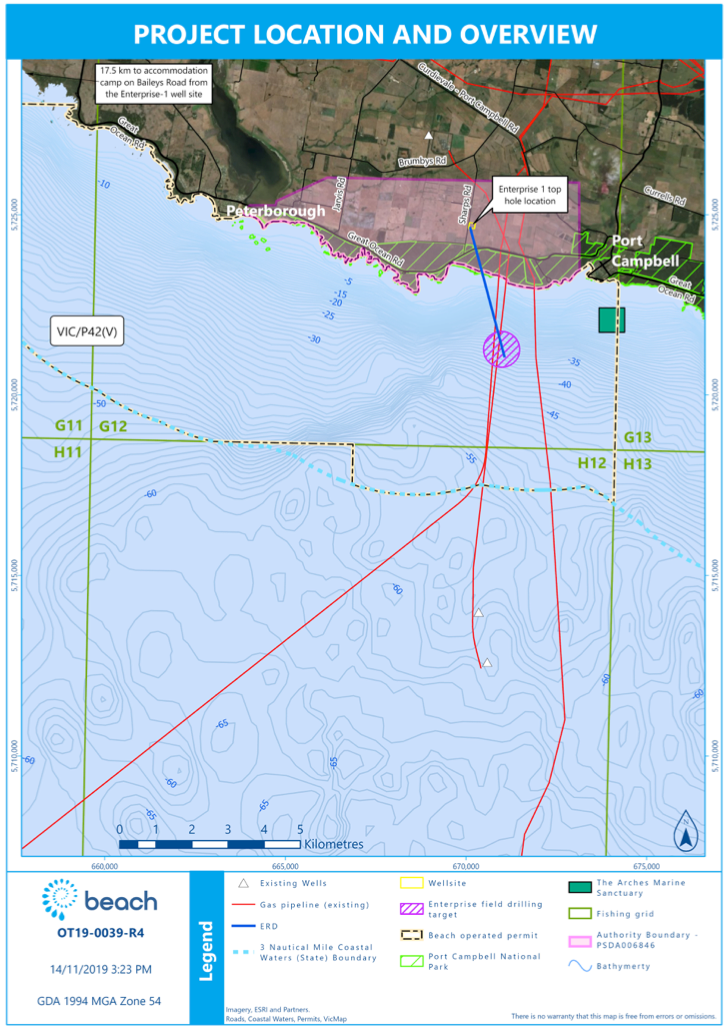 PROJECT LOCATION AND OVERVIEW
17.5 km to accommodation
camp on Baileys Road from
the Enterprise-1 well site
Curdievale - Port Campbell Rd
Great
Ocean Rd
Brumbys Rd
Enterprise 1 top
hole location
Currells Rd
Jarvis Rd
Sharps Rd
-10
5,725,000
5,725,000
Peterborough
Great Ocean Rd
Port
Campbell
Great
Ocean Rd
-5
-15
-20
-25
-30
VIC/P42(V)
-35
-40
-45
5,720,000
5,720,000
-50
G11
G12
G13
H11
H12
H13
-55
-60
5,715,000
5,715,000
-60
-60
-60
-65
5,710,000
5,710,000
-60
-65
-60
-65
-65
0 1 2 3 4 5
Kilometres
N
660,000
665,000
670,000
675,000
beach
OT19-0039-R4
14/11/2019 3:23 PM
GDA 1994 MGA Zone 54
Legend
Existing Wells
Gas pipeline (existing)
ERD
3 Nautical Mile Coastal
Waters (State) Boundary
Wellsite
Enterprise field drilling
target
Beach operated permit
Port Campbell National
Park
The Arches Marine
Sanctuary
Fishing grid
Authority Boundary -
PSDA006846
Bathymerty
Imagery, ESRI and Partners.
Roads, Coastal Waters, Permits, VicMap
There is no warranty that this map is free from errors or omissions.